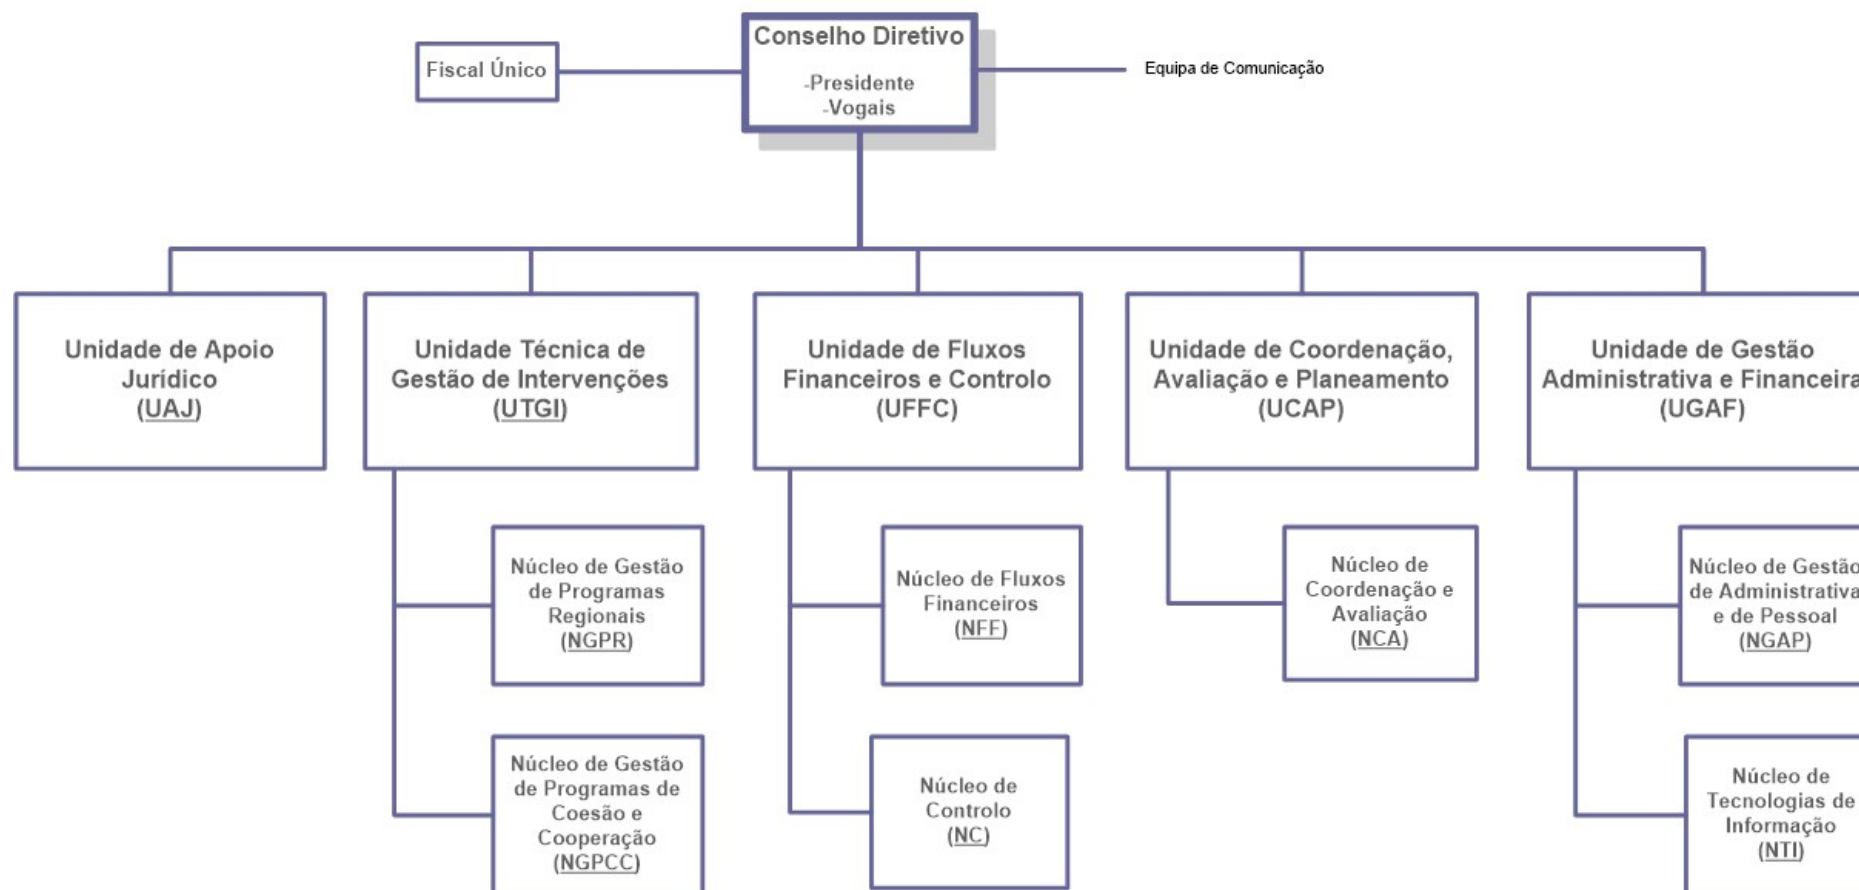 Conselho Diretivo
-Presidente
-Vogais
Fiscal Único
Equipa de Comunicação
Unidade de Apoio
Jurídico
(UAJ)
Unidade Técnica de
Gestão de Intervenções
(UTGI)
Unidade de Fluxos
Financeiros e Controlo
(UFFC)
Unidade de Coordenação,
Avaliação e Planeamento
(UCAP)
Unidade de Gestão
Administrativa e Financeira
(UGAF)
Núcleo de Gestão
de Programas
Regionais
(NGPR)
Núcleo de Fluxos
Financeiros
(NFF)
Núcleo de
Coordenação e
Avaliação
(NCA)
Núcleo de Gestão
de Administrativa
e de Pessoal
(NGAP)
Núcleo de Gestão
de Programas de
Coesão e
Cooperação
(NGPCC)
Núcleo de
Controlo
(NC)
Núcleo de
Tecnologias de
Informação
(NTI)